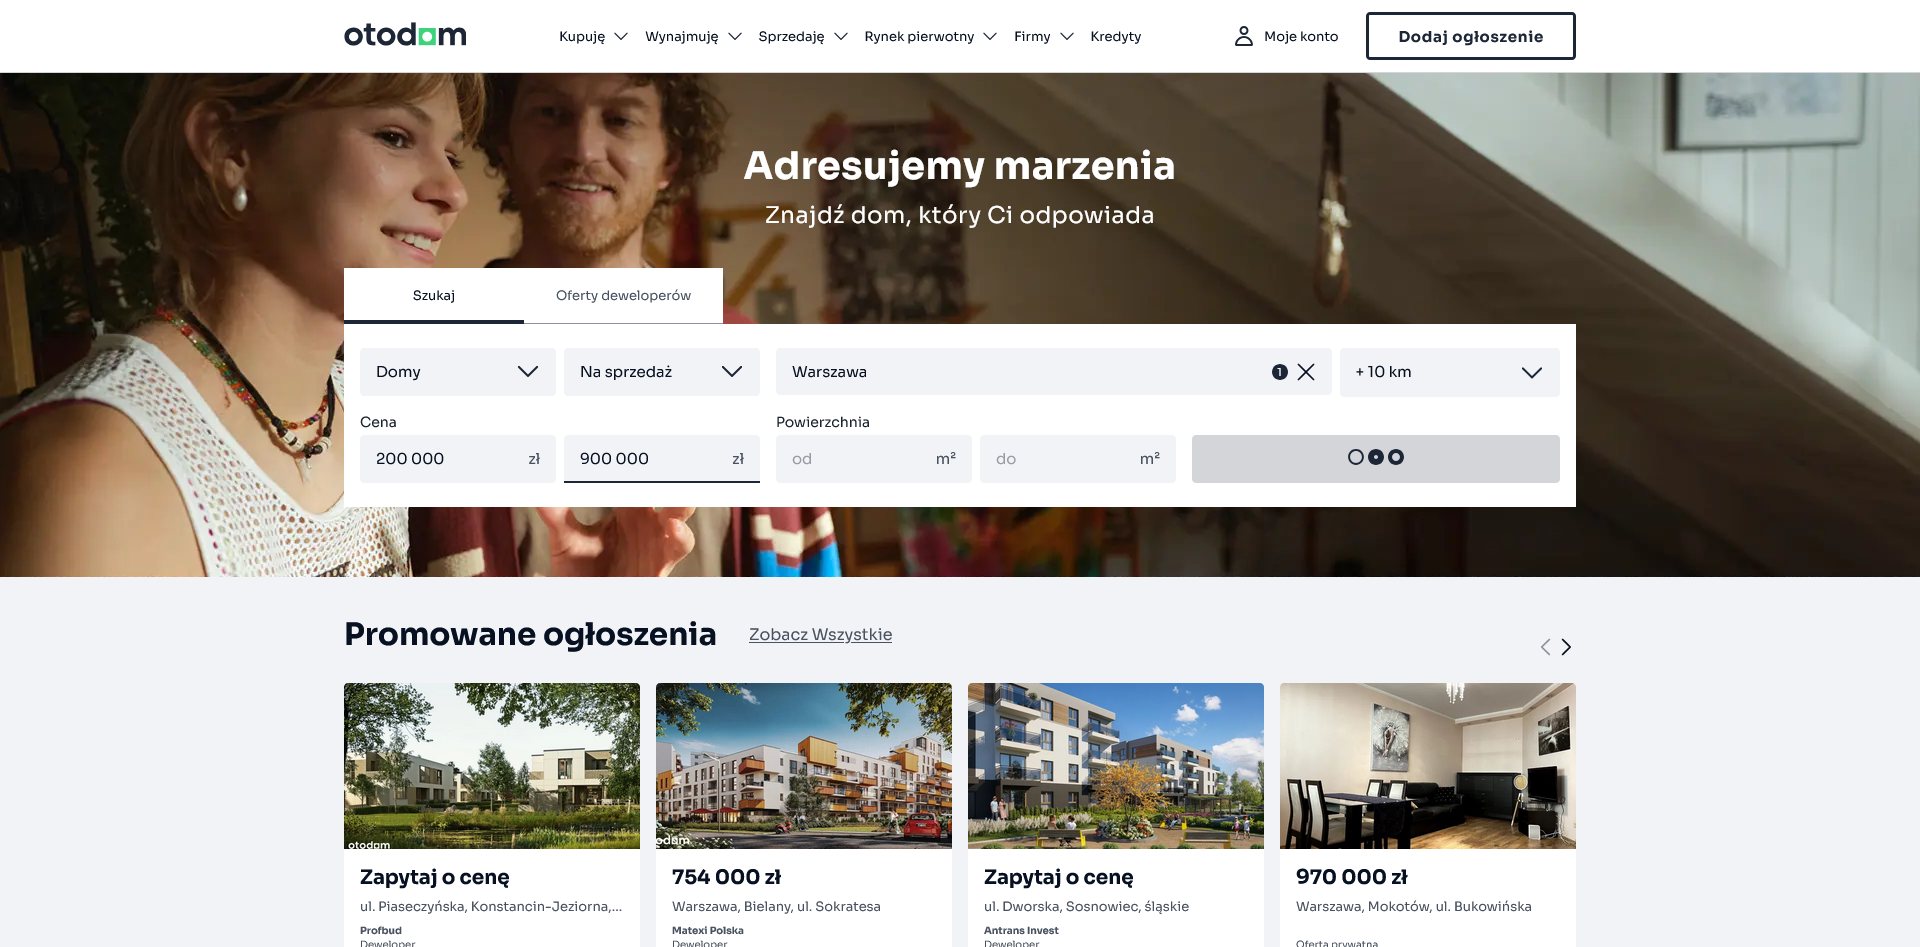 otodom
Kupuję
Wynajmuję
Sprzedaję
Rynek pierwotny
Firmy
Kredyty
Moje konto
Dodaj ogłoszenie
Adresujemy marzenia
Znajdź dom, który Ci odpowiada
Szukaj
Oferty deweloperów
Domy
Na sprzedaż
Warszawa
1
+ 10 km
Cena
Powierzchnia
200 000 zł
900 000 zł
od m²
do m²
Promowane ogłoszenia
Zobacz Wszystkie
otodom
otodom
Zapytaj o cenę
ul. Piaseczyńska, Konstancin-Jeziorna,...
Profbud
Deweloper
754 000 zł
Warszawa, Bielany, ul. Sokratesa
Matexi Polska
Deweloper
Zapytaj o cenę
ul. Dworska, Sosnowiec, śląskie
Antrans Invest
Deweloper
970 000 zł
Warszawa, Mokotów, ul. Bukowińska
Oferta prywatna